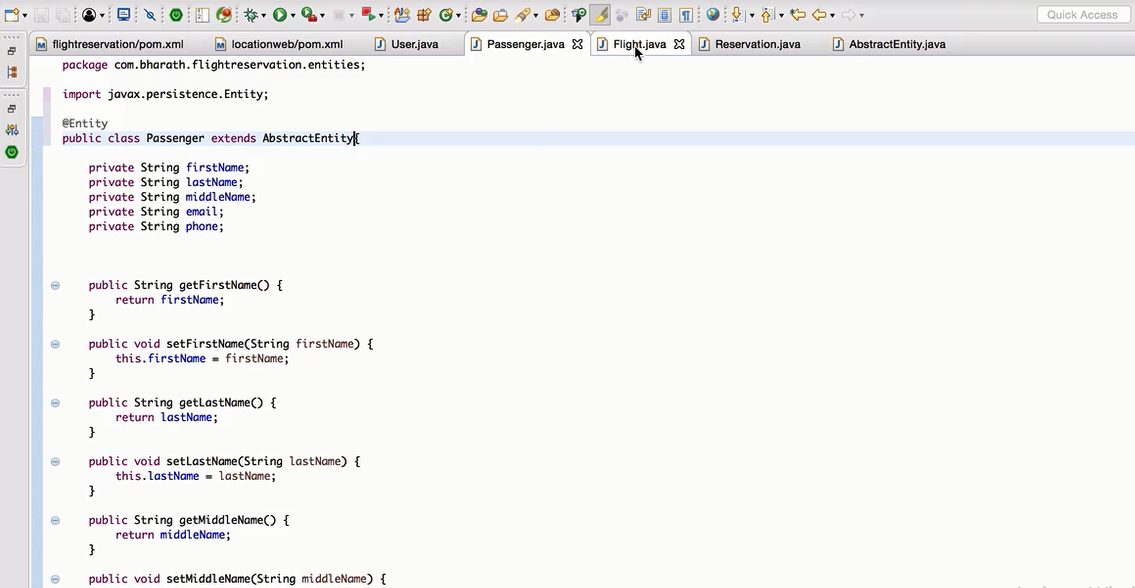 Quick Access
flightreservation/pom.xml locationweb/pom.xml User.java Passenger.java Flight.java Reservation.java AbstractEntity.java
package com.bharath.flightreservation.entities;
import javax.persistence.Entity;
@Entity
public class Passenger extends AbstractEntity{
private String firstName;
private String lastName;
private String middleName;
private String email;
private String phone;
public String getFirstName() {
return firstName;
}
public void setFirstName(String firstName) {
this.firstName = firstName;
}
public String getLastName() {
return lastName;
}
public void setLastName(String lastName) {
this.lastName = lastName;
}
public String getMiddleName() {
return middleName;
}
public void setMiddleName(String middleName) {